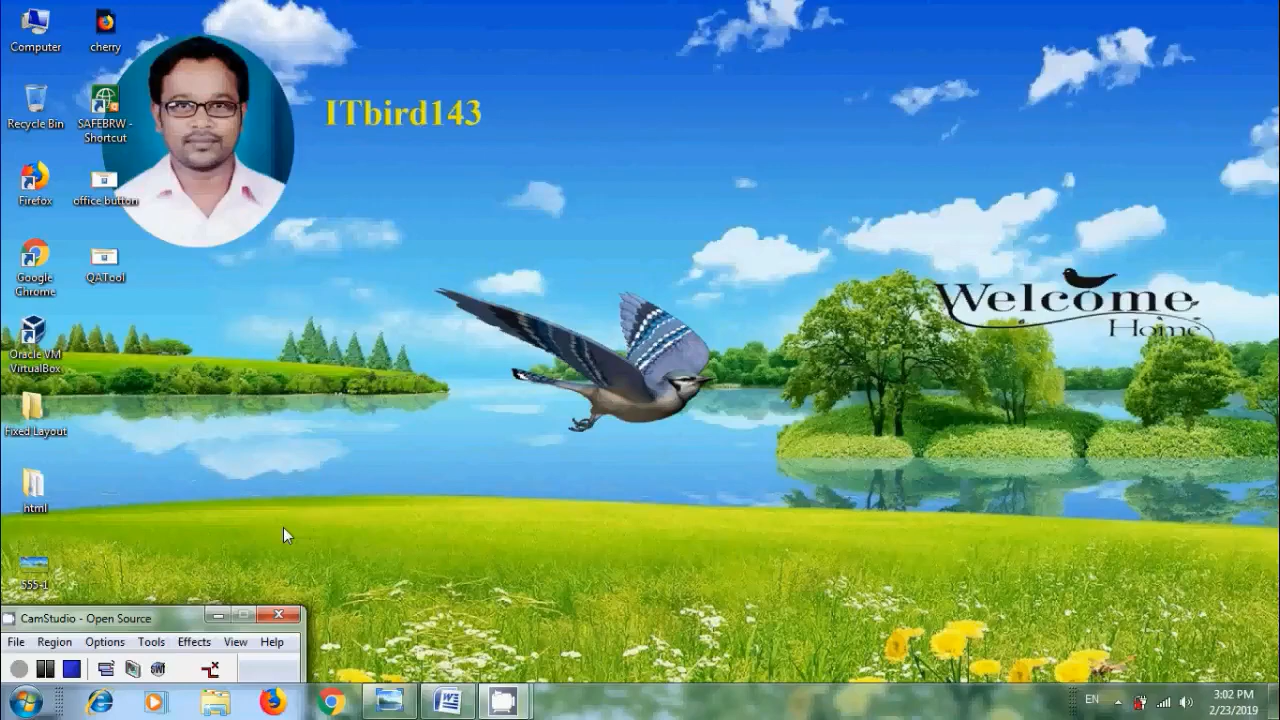 Computer
cherry
ITbird143
Recycle Bin
SAFEBRW -
Shortcut
Firefox
office button
Google
Chrome
QATool
Welcome
Home
Oracle VM
VirtualBox
Fixed Layout
html
555-1
CamStudio - Open Source
File Region Options Tools Effects View Help
EN
3:02 PM
2/23/2019